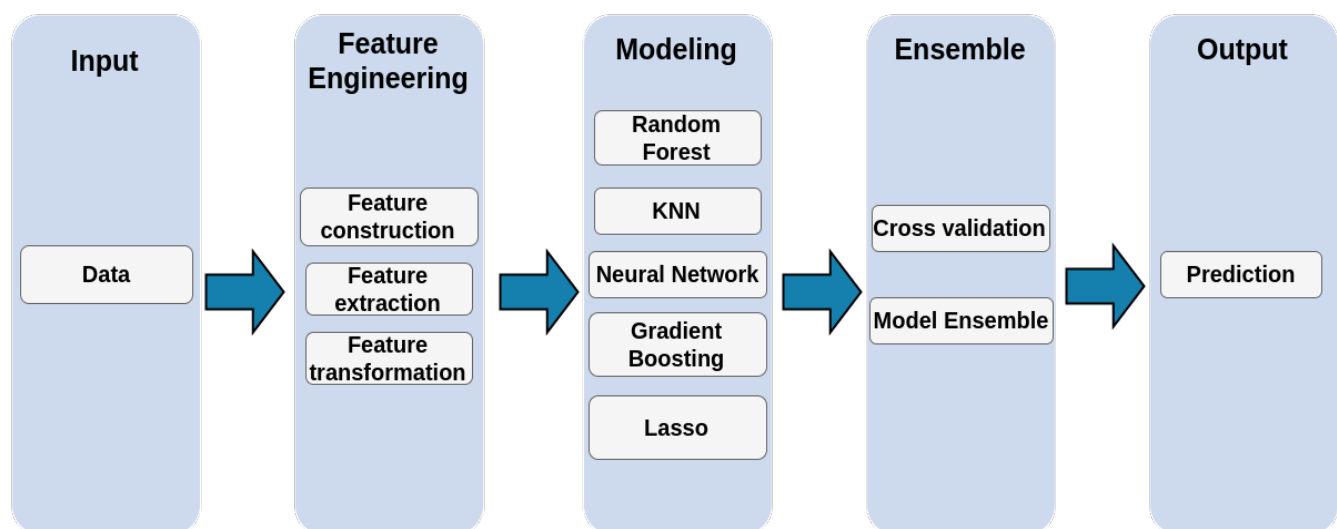 Input
Data
Feature
Engineering
Feature
construction
Feature
extraction
Feature
transformation
Modeling
Random
Forest
KNN
Neural Network
Gradient
Boosting
Lasso
Ensemble
Cross validation
Model Ensemble
Output
Prediction